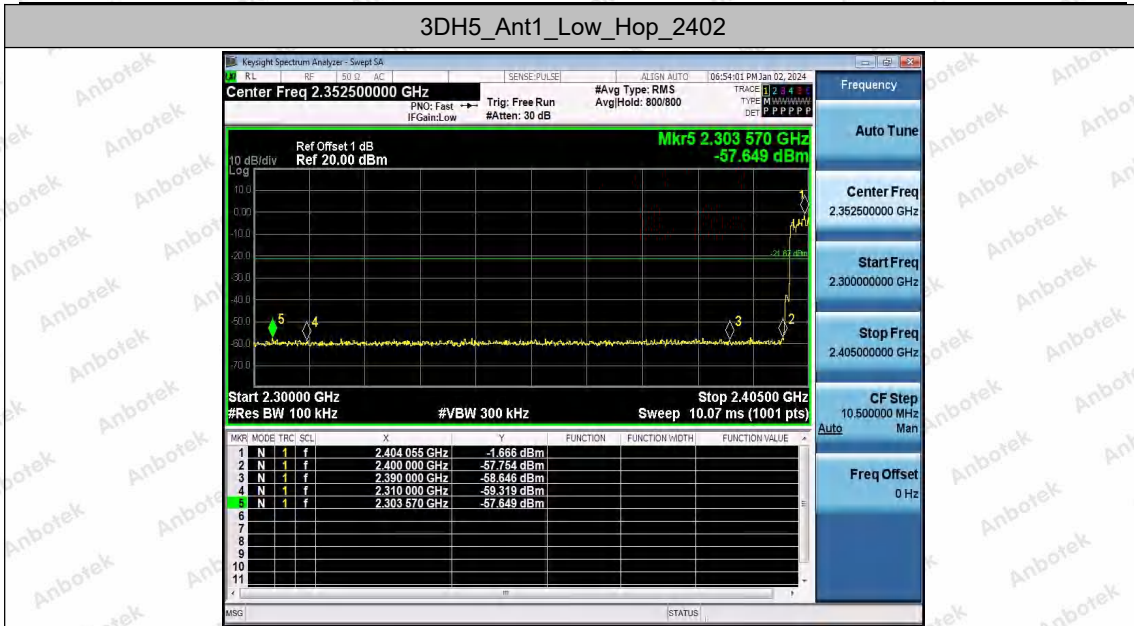 3DH5_Ant1_Low_Hop_2402
Keysight Spectrum Analyzer - Swept SA
RL RF 50 Ω AC SENSE:PULSE ALIGN AUTO 06:54:01 PM Jan 02, 2024
Center Freq 2.352500000 GHz
PNO: Fast
IFGain:Low
Trig: Free Run
#Atten: 30 dB
#Avg Type: RMS
Avg|Hold: 800/800
TRACE 1 2 3 4 5 6
TYPE M W W W W W
DET P P P P P P
Ref Offset 1 dB
10 dB/div Ref 20.00 dBm
Log
Mkr5 2.303 570 GHz
-57.649 dBm
10.0
0.00
-10.0
-20.0
-30.0
-40.0
-50.0
-60.0
-70.0
-21.67 dBm
1
5
4
3
2
Start 2.30000 GHz Stop 2.40500 GHz
#Res BW 100 kHz #VBW 300 kHz Sweep 10.07 ms (1001 pts)
MKR MODE TRC SCL X Y FUNCTION FUNCTION WIDTH FUNCTION VALUE
1 N 1 f 2.404 055 GHz -1.666 dBm
2 N 1 f 2.400 000 GHz -57.754 dBm
3 N 1 f 2.390 000 GHz -58.646 dBm
4 N 1 f 2.310 000 GHz -59.319 dBm
5 N 1 f 2.303 570 GHz -57.649 dBm
6
7
8
9
10
11
MSG STATUS
Frequency
Auto Tune
Center Freq
2.352500000 GHz
Start Freq
2.300000000 GHz
Stop Freq
2.405000000 GHz
CF Step
10.500000 MHz
Auto Man
Freq Offset
0 Hz
Anbotek